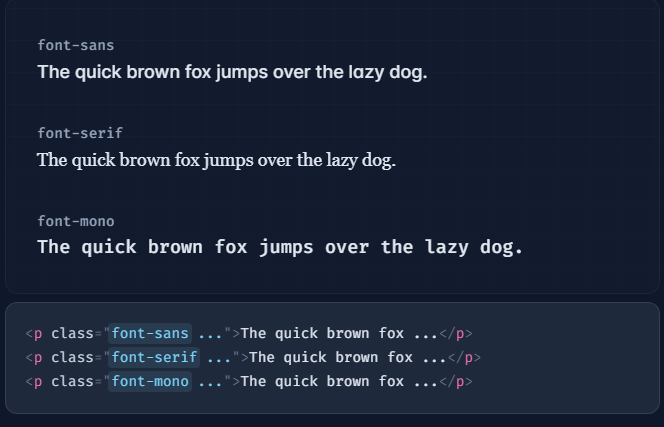 font-sans
The quick brown fox jumps over the lazy dog.
font-serif
The quick brown fox jumps over the lazy dog.
font-mono
The quick brown fox jumps over the lazy dog.
<p class="font-sans ...">The quick brown fox ...</p>
<p class="font-serif ...">The quick brown fox ...</p>
<p class="font-mono ...">The quick brown fox ...</p>